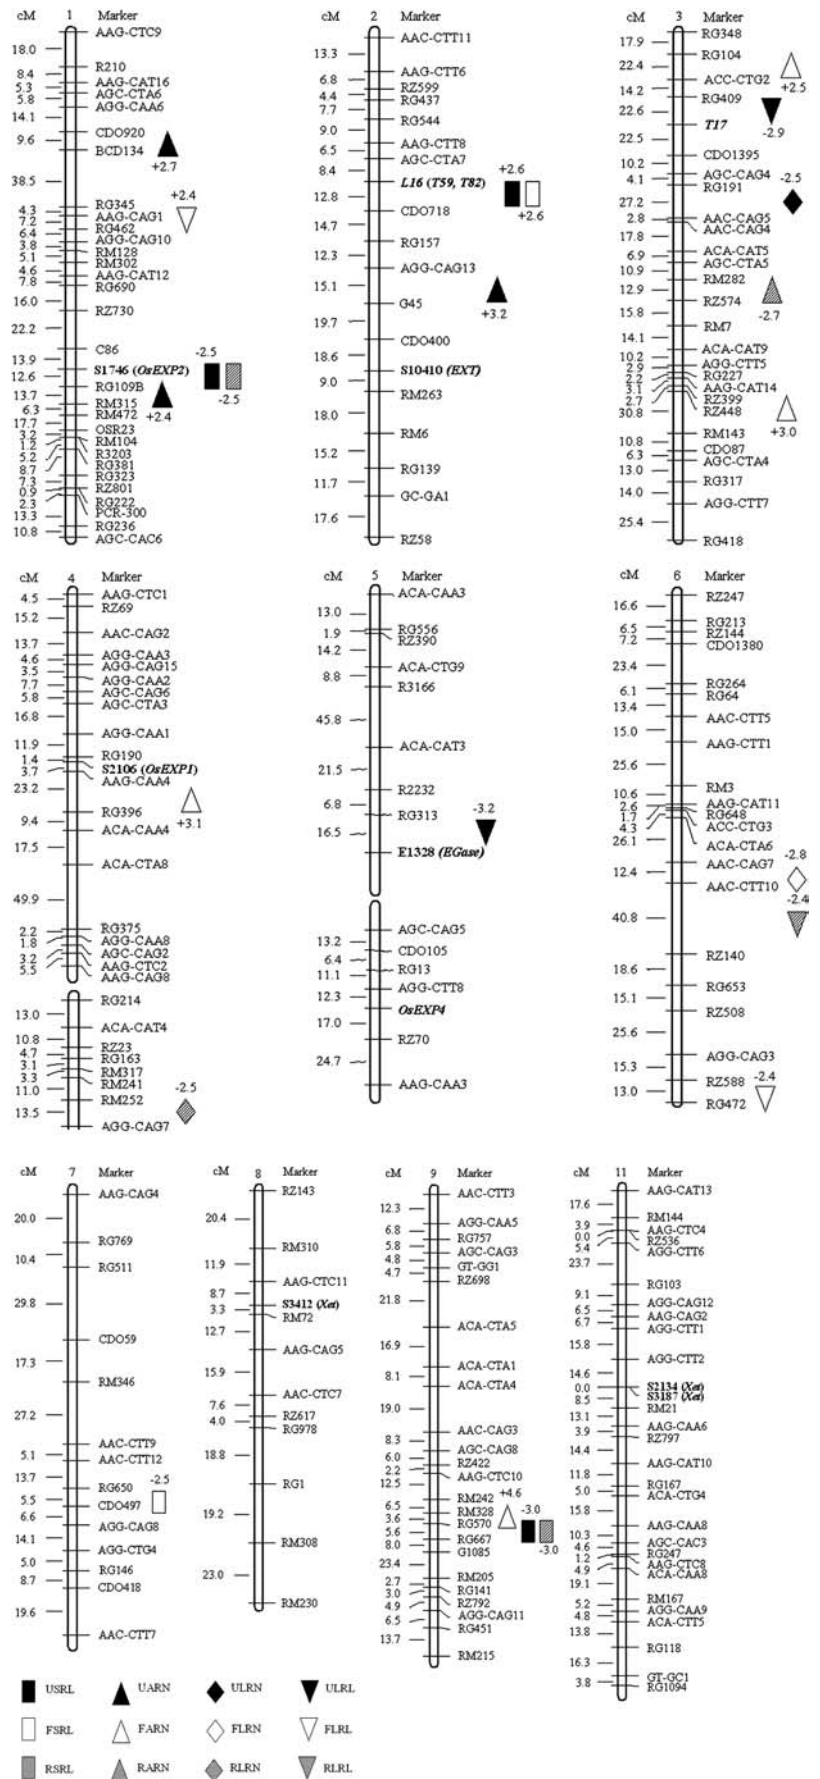 cM 1 Marker
AAG-CTC9
18.0
R210
8.4
AAG-CAT16
5.3
AGC-CTA6
5.8
AGG-CAA6
14.1
CDO920
9.6
BCD134
+2.7
38.5
+2.4
RG345
4.3
AAG-CAG1
7.2
RG462
6.4
AGG-CAG10
3.8
RM128
5.1
RM302
4.6
AAG-CAT12
7.8
RG690
16.0
RZ730
22.2
C86
-2.5
13.9
S1746 (OsEXP2)
12.6
RG109B
-2.5
13.7
RM315
6.3
RM472
+2.4
17.7
OSR23
3.2
RM104
1.2
R3203
5.2
RG381
8.7
RG323
7.3
RZ801
0.9
RG222
2.3
PCR-300
13.3
RG236
10.8
AGC-CAC6
cM 2 Marker
AAC-CTT11
13.3
AAG-CTT6
6.8
RZ599
4.4
RG437
7.7
RG544
9.0
AAG-CTT8
6.5
AGC-CTA7
8.4
+2.6
L16 (T59, T82)
12.8
+2.6
CDO718
14.7
RG157
12.3
AGG-CAG13
15.1
G45
+3.2
19.7
CDO400
18.6
S10410 (EXT)
9.0
RM263
18.0
RM6
15.2
RG139
11.7
GC-GA1
17.6
RZ58
cM 3 Marker
RG348
17.9
RG104
22.4
ACC-CTG2
+2.5
14.2
RG409
22.6
T17
-2.9
22.5
CDO1395
10.2
AGC-CAG4
-2.5
4.1
RG191
27.2
2.8
AAC-CAG5
AAC-CAG4
17.8
ACA-CAT5
6.9
AGC-CTA5
10.9
RM282
12.9
RZ574
-2.7
15.8
RM7
14.1
ACA-CAT9
10.2
AGG-CTT5
2.9
RG227
2.2
AAG-CAT14
3.1
RZ399
2.7
RZ448
30.8
+3.0
RM143
10.8
CDO87
6.3
AGC-CTA4
13.0
RG317
14.0
AGG-CTT7
25.4
RG418
cM 4 Marker
AAG-CTC1
4.5
RZ69
15.2
AAC-CAG2
13.7
AGG-CAA3
4.6
AGG-CAG15
3.5
AGG-CAA2
7.7
AGC-CAG6
5.8
AGC-CTA3
16.8
AGG-CAA1
11.9
RG190
1.4
S2106 (OsEXP1)
3.7
AAG-CAA4
23.2
RG396
+3.1
9.4
ACA-CAA4
17.5
ACA-CTA8
49.9
RG375
2.2
AGG-CAA8
1.8
AGC-CAG2
3.2
AAG-CTC2
5.5
AAG-CAG8
RG214
13.0
ACA-CAT4
10.8
RZ23
4.7
RG163
3.1
RM317
3.3
RM241
-2.5
11.0
RM252
13.5
AGG-CAG7
cM 5 Marker
ACA-CAA3
13.0
RG556
1.9
RZ390
14.2
ACA-CTG9
8.8
R3166
45.8
ACA-CAT3
21.5
R2232
6.8
-3.2
RG313
16.5
E1328 (EGase)
AGC-CAG5
13.2
CDO105
6.4
RG13
11.1
AGG-CTT8
12.3
OsEXP4
17.0
RZ70
24.7
AAG-CAA3
cM 6 Marker
RZ247
16.6
RG213
6.5
RZ144
7.2
CDO1380
23.4
RG264
6.1
RG64
13.4
AAC-CTT5
15.0
AAG-CTT1
25.6
RM3
10.6
AAG-CAT11
2.6
RG648
1.7
ACC-CTG3
4.3
26.1
ACA-CTA6
-2.8
AAC-CAG7
12.4
AAC-CTT10
-2.4
40.8
RZ140
18.6
RG653
15.1
RZ508
25.6
AGG-CAG3
15.3
RZ588
-2.4
13.0
RG472
cM 7 Marker
AAG-CAG4
20.0
RG769
10.4
RG511
29.8
CDO59
17.3
RM346
27.2
AAC-CTT9
5.1
AAC-CTT12
13.7
-2.5
RG650
5.5
CDO497
6.6
AGG-CAG8
14.1
AGG-CTG4
5.0
RG146
8.7
CDO418
19.6
AAC-CTT7
cM 8 Marker
RZ143
20.4
RM310
11.9
AAG-CTC11
8.7
S3412 (Xet)
3.3
RM72
12.7
AAG-CAG5
15.9
AAC-CTC7
7.6
RZ617
4.0
RG978
18.8
RG1
19.2
RM308
23.0
RM230
cM 9 Marker
AAC-CTT3
12.3
AGG-CAA5
6.8
RG757
5.8
AGC-CAG3
4.8
GT-GG1
4.7
RZ698
21.8
ACA-CTA5
16.9
ACA-CTA1
8.1
ACA-CTA4
19.0
AAC-CAG3
8.3
AGC-CAG8
6.0
RZ422
2.2
AAG-CTC10
12.5
+4.6
RM242
6.5
RM328
-3.0
3.6
RG570
5.6
RG667
8.0
G1085
-3.0
23.4
RM205
2.7
RG141
3.0
RZ792
4.9
AGG-CAG11
6.5
RG451
13.7
RM215
cM 11 Marker
AAG-CAT13
17.6
RM144
3.9
AAG-CTC4
0.0
RZ536
5.4
AGG-CTT6
23.7
RG103
9.1
AGG-CAG12
6.5
AAG-CAG2
6.7
AGG-CTT1
15.8
AGG-CTT2
14.6
S2134 (Xet)
0.0
S3187 (Xet)
8.5
RM21
13.1
AAG-CAA6
3.9
RZ797
14.4
AAG-CAT10
11.8
RG167
5.0
ACA-CTG4
15.8
AAG-CAA8
10.3
AGC-CAC3
4.6
RG247
1.2
AAG-CTC8
4.9
ACA-CAA8
19.1
RM167
5.2
AGG-CAA9
4.8
ACA-CTT5
13.8
RG118
16.3
GT-GC1
3.8
RG1094
USRL UARN ULRN ULRL
FSRL FARN FLRN FLRL
RSRL RARN RLRN RLRL